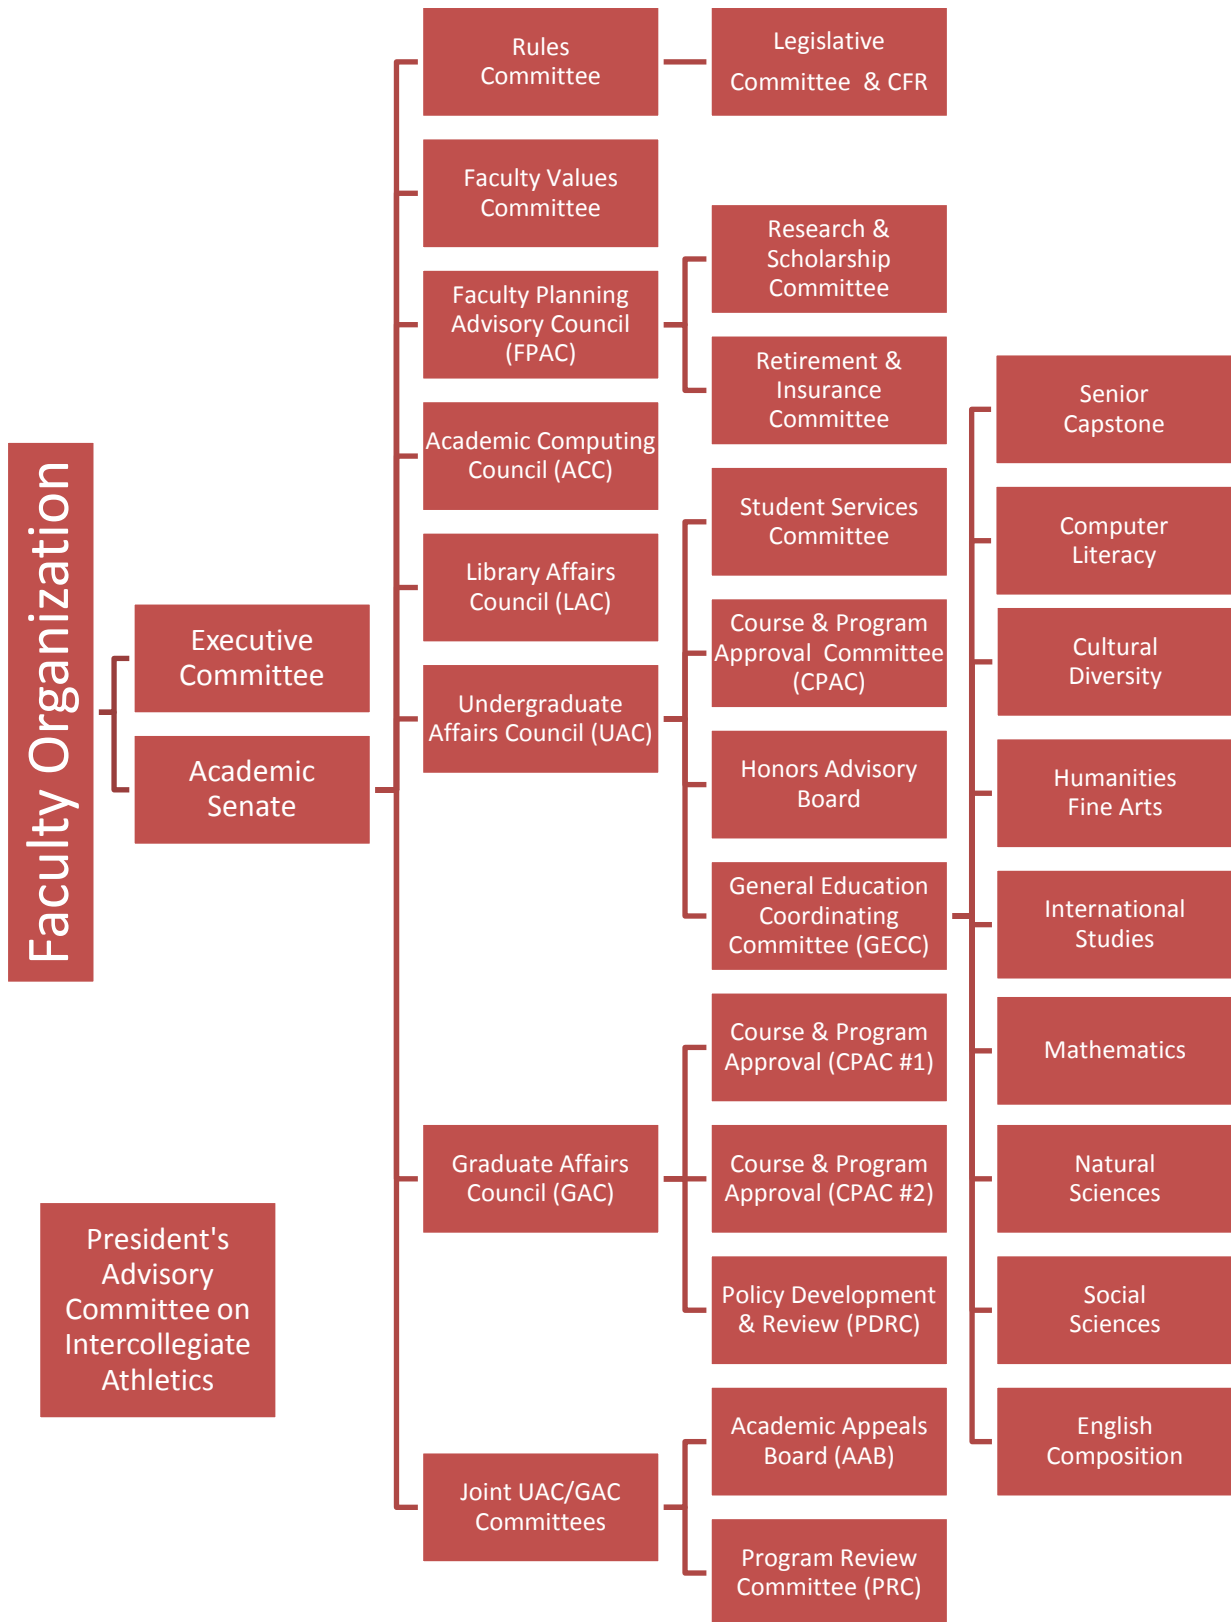 Faculty Organization
Executive
Committee
Academic
Senate
President's
Advisory
Committee on
Intercollegiate
Athletics
Rules
Committee
Faculty Values
Committee
Faculty Planning
Advisory Council
(FPAC)
Academic Computing
Council (ACC)
Library Affairs
Council (LAC)
Undergraduate
Affairs Council (UAC)
Graduate Affairs
Council (GAC)
Joint UAC/GAC
Committees
Legislative
Committee & CFR
Research &
Scholarship
Committee
Retirement &
Insurance
Committee
Student Services
Committee
Course & Program
Approval Committee
(CPAC)
Honors Advisory
Board
General Education
Coordinating
Committee (GECC)
Course & Program
Approval (CPAC #1)
Course & Program
Approval (CPAC #2)
Policy Development
& Review (PDRC)
Academic Appeals
Board (AAB)
Program Review
Committee (PRC)
Senior
Capstone
Computer
Literacy
Cultural
Diversity
Humanities
Fine Arts
International
Studies
Mathematics
Natural
Sciences
Social
Sciences
English
Composition